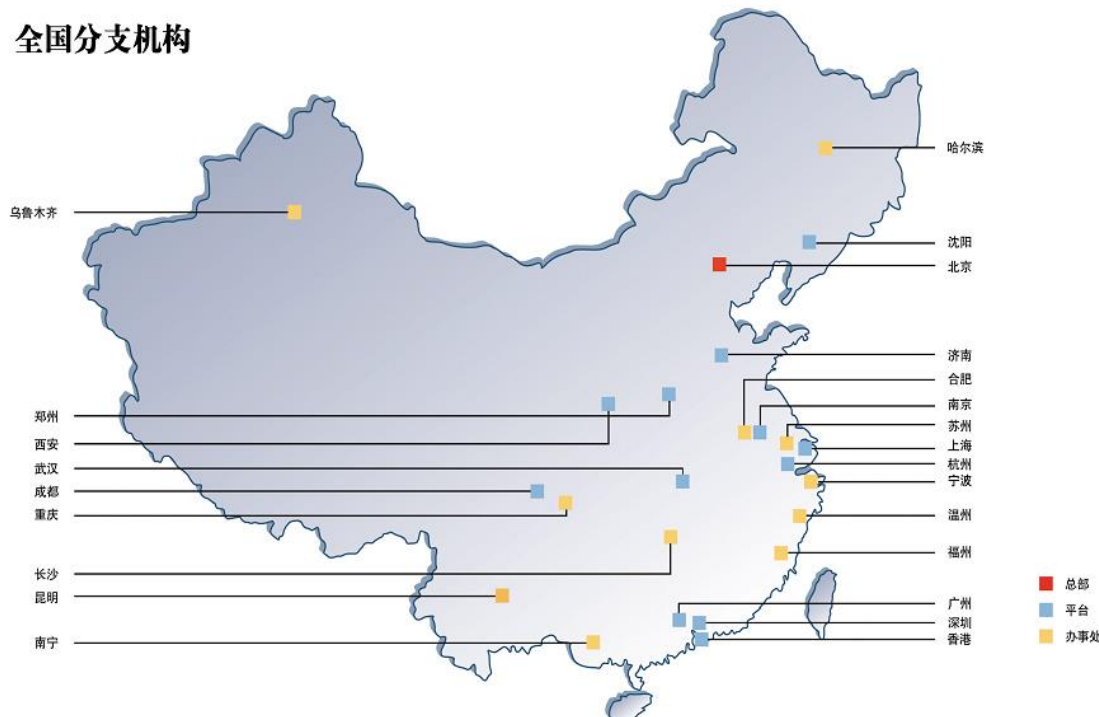 全国分支机构
乌鲁木齐
郑州
西安
武汉
成都
重庆
长沙
昆明
南宁
哈尔滨
沈阳
北京
济南
合肥
南京
苏州
上海
杭州
宁波
温州
福州
广州
深圳
香港
总部
平台
办事处